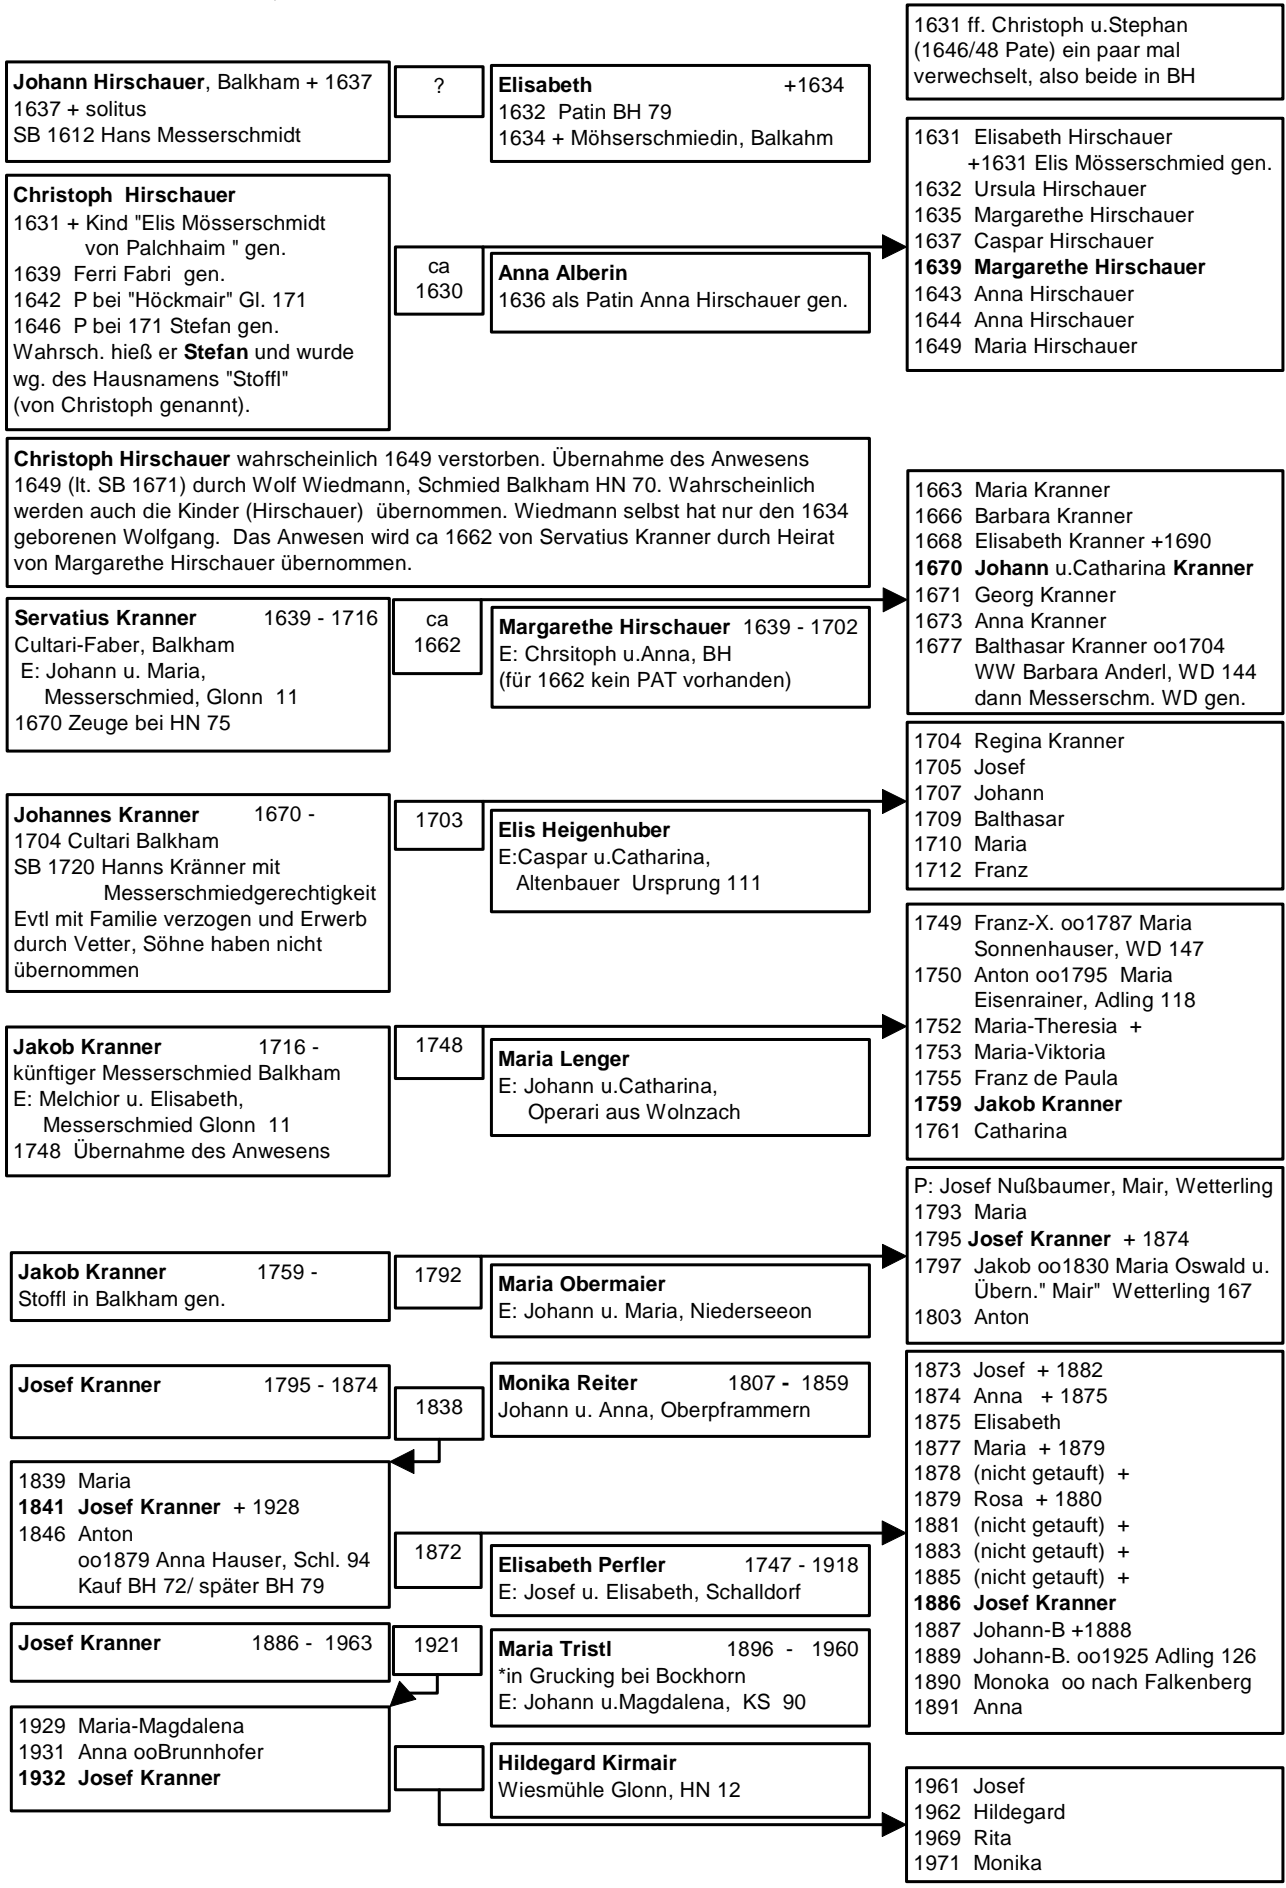 1631 ff. Christoph u.Stephan
(1646/48 Pate) ein paar mal
verwechselt, also beide in BH
Johann Hirschauer, Balkham + 1637
1637 + solitus
SB 1612 Hans Messerschmidt
?
Elisabeth +1634
1632 Patin BH 79
1634 + Möhserschmiedin, Balkahm
Christoph Hirschauer
1631 + Kind "Elis Mösserschmidt
von Palchhaim " gen.
1639 Ferri Fabri gen.
1642 P bei "Höckmair" Gl. 171
1646 P bei 171 Stefan gen.
Wahrsch. hieß er Stefan und wurde
wg. des Hausnamens "Stoffl"
(von Christoph genannt).
ca
1630
Anna Alberin
1636 als Patin Anna Hirschauer gen.
1631 Elisabeth Hirschauer
+1631 Elis Mösserschmied gen.
1632 Ursula Hirschauer
1635 Margarethe Hirschauer
1637 Caspar Hirschauer
1639 Margarethe Hirschauer
1643 Anna Hirschauer
1644 Anna Hirschauer
1649 Maria Hirschauer
Christoph Hirschauer wahrscheinlich 1649 verstorben. Übernahme des Anwesens
1649 (lt. SB 1671) durch Wolf Wiedmann, Schmied Balkham HN 70. Wahrscheinlich
werden auch die Kinder (Hirschauer) übernommen. Wiedmann selbst hat nur den 1634
geborenen Wolfgang. Das Anwesen wird ca 1662 von Servatius Kranner durch Heirat
von Margarethe Hirschauer übernommen.
Servatius Kranner 1639 - 1716
Cultari-Faber, Balkham
E: Johann u. Maria,
Messerschmied, Glonn 11
1670 Zeuge bei HN 75
ca
1662
Margarethe Hirschauer 1639 - 1702
E: Chrsitoph u.Anna, BH
(für 1662 kein PAT vorhanden)
1663 Maria Kranner
1666 Barbara Kranner
1668 Elisabeth Kranner +1690
1670 Johann u.Catharina Kranner
1671 Georg Kranner
1673 Anna Kranner
1677 Balthasar Kranner oo1704
WW Barbara Anderl, WD 144
dann Messerschm. WD gen.
Johannes Kranner 1670 -
1704 Cultari Balkham
SB 1720 Hanns Kränner mit
Messerschmiedgerechtigkeit
Evtl mit Familie verzogen und Erwerb
durch Vetter, Söhne haben nicht
übernommen
1703
Elis Heigenhuber
E:Caspar u.Catharina,
Altenbauer Ursprung 111
1704 Regina Kranner
1705 Josef
1707 Johann
1709 Balthasar
1710 Maria
1712 Franz
Jakob Kranner 1716 -
künftiger Messerschmied Balkham
E: Melchior u. Elisabeth,
Messerschmied Glonn 11
1748 Übernahme des Anwesens
1748
Maria Lenger
E: Johann u.Catharina,
Operari aus Wolnzach
1749 Franz-X. oo1787 Maria
Sonnenhauser, WD 147
1750 Anton oo1795 Maria
Eisenrainer, Adling 118
1752 Maria-Theresia +
1753 Maria-Viktoria
1755 Franz de Paula
1759 Jakob Kranner
1761 Catharina
Jakob Kranner 1759 -
Stoffl in Balkham gen.
1792
Maria Obermaier
E: Johann u. Maria, Niederseeon
P: Josef Nußbaumer, Mair, Wetterling
1793 Maria
1795 Josef Kranner + 1874
1797 Jakob oo1830 Maria Oswald u.
Übern." Mair" Wetterling 167
1803 Anton
Josef Kranner 1795 - 1874
1838
Monika Reiter 1807 - 1859
Johann u. Anna, Oberpframmern
1839 Maria
1841 Josef Kranner + 1928
1846 Anton
oo1879 Anna Hauser, Schl. 94
Kauf BH 72/ später BH 79
1872
Elisabeth Perfler 1747 - 1918
E: Josef u. Elisabeth, Schalldorf
1873 Josef + 1882
1874 Anna + 1875
1875 Elisabeth
1877 Maria + 1879
1878 (nicht getauft) +
1879 Rosa + 1880
1881 (nicht getauft) +
1883 (nicht getauft) +
1885 (nicht getauft) +
1886 Josef Kranner
1887 Johann-B +1888
1889 Johann-B. oo1925 Adling 126
1890 Monoka oo nach Falkenberg
1891 Anna
Josef Kranner 1886 - 1963
1921
Maria Tristl 1896 - 1960
*in Grucking bei Bockhorn
E: Johann u.Magdalena, KS 90
1929 Maria-Magdalena
1931 Anna ooBrunnhofer
1932 Josef Kranner
Hildegard Kirmair
Wiesmühle Glonn, HN 12
1961 Josef
1962 Hildegard
1969 Rita
1971 Monika